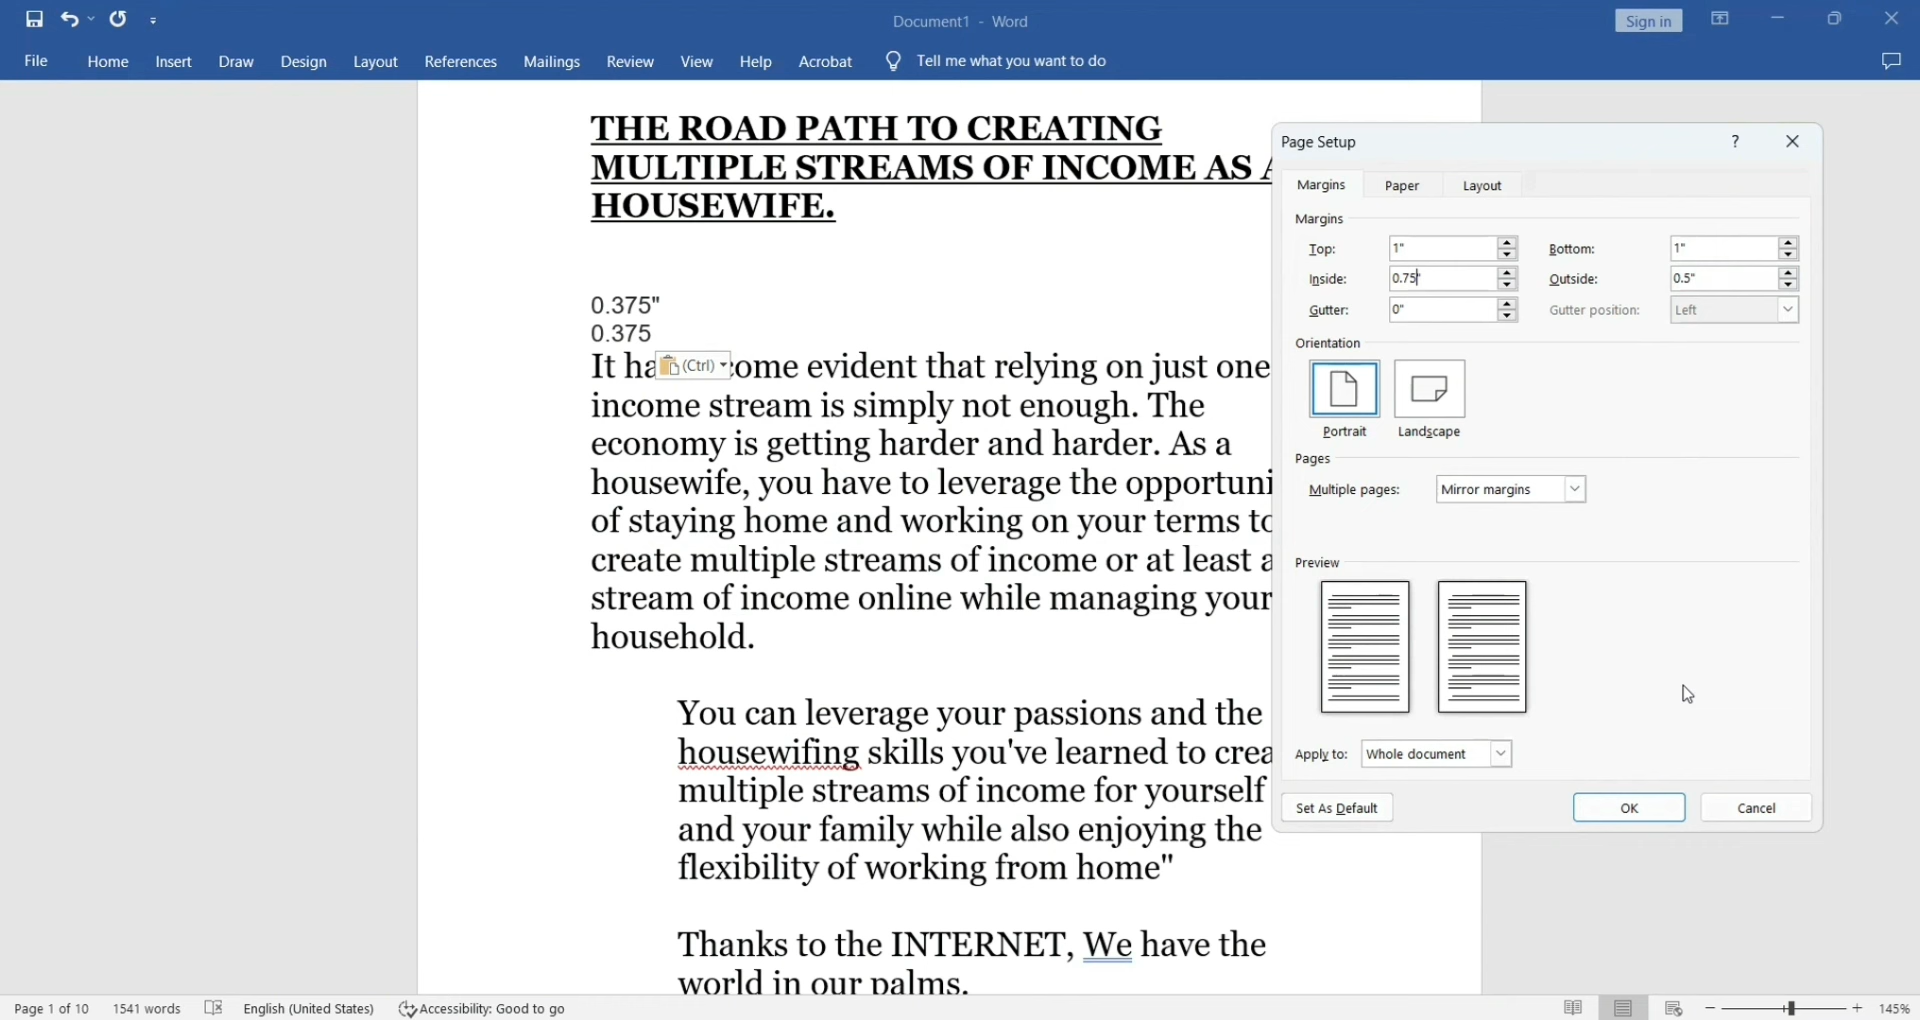 Document1 - Word
Sign in
File Home Insert Draw Design Layout References Mailings Review View Help Acrobat Tell me what you want to do
THE ROAD PATH TO CREATING
MULTIPLE STREAMS OF INCOME AS
HOUSEWIFE.
0.375"
0.375
It ha (Ctrl) come evident that relying on just one
income stream is simply not enough. The
economy is getting harder and harder. As a
housewife, you have to leverage the opportuni
of staying home and working on your terms to
create multiple streams of income or at least a
stream of income online while managing your
household.
You can leverage your passions and the
housewifing skills you've learned to crea
multiple streams of income for yourself
and your family while also enjoying the
flexibility of working from home"
Thanks to the INTERNET, We have the
world in our palms.
Page Setup ?
Margins Paper Layout
Margins
Top: 1" Bottom: 1"
Inside: 0.75" Outside: 0.5"
Gutter: 0" Gutter position: Left
Orientation
Portrait Landscape
Pages
Multiple pages: Mirror margins
Preview
Apply to: Whole document
Set As Default OK Cancel
Page 1 of 10 1541 words English (United States) Accessibility: Good to go 145%